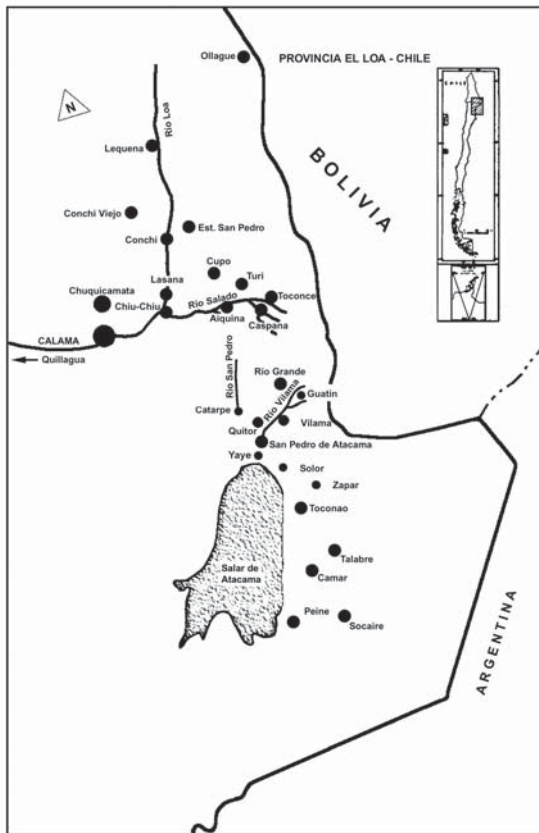 Ollague
PROVINCIA EL LOA - CHILE
CHILE
N
Río Loa
BOLIVIA
Lequena
Conchi Viejo
Est. San Pedro
Conchi
Cupo
Turi
Lasana
Chuquicamata
Chiu-Chiu
Río Salado
Toconce
Aiquina
Caspana
CALAMA
Quillagua
Río San Pedro
Río Grande
Guatin
Río Vilama
Catarpe
Quitor
Vilama
San Pedro de Atacama
Yaye
Solor
Zapar
Toconao
Talabre
Salar de
Atacama
Camar
Peine
Socaire
ARGENTINA